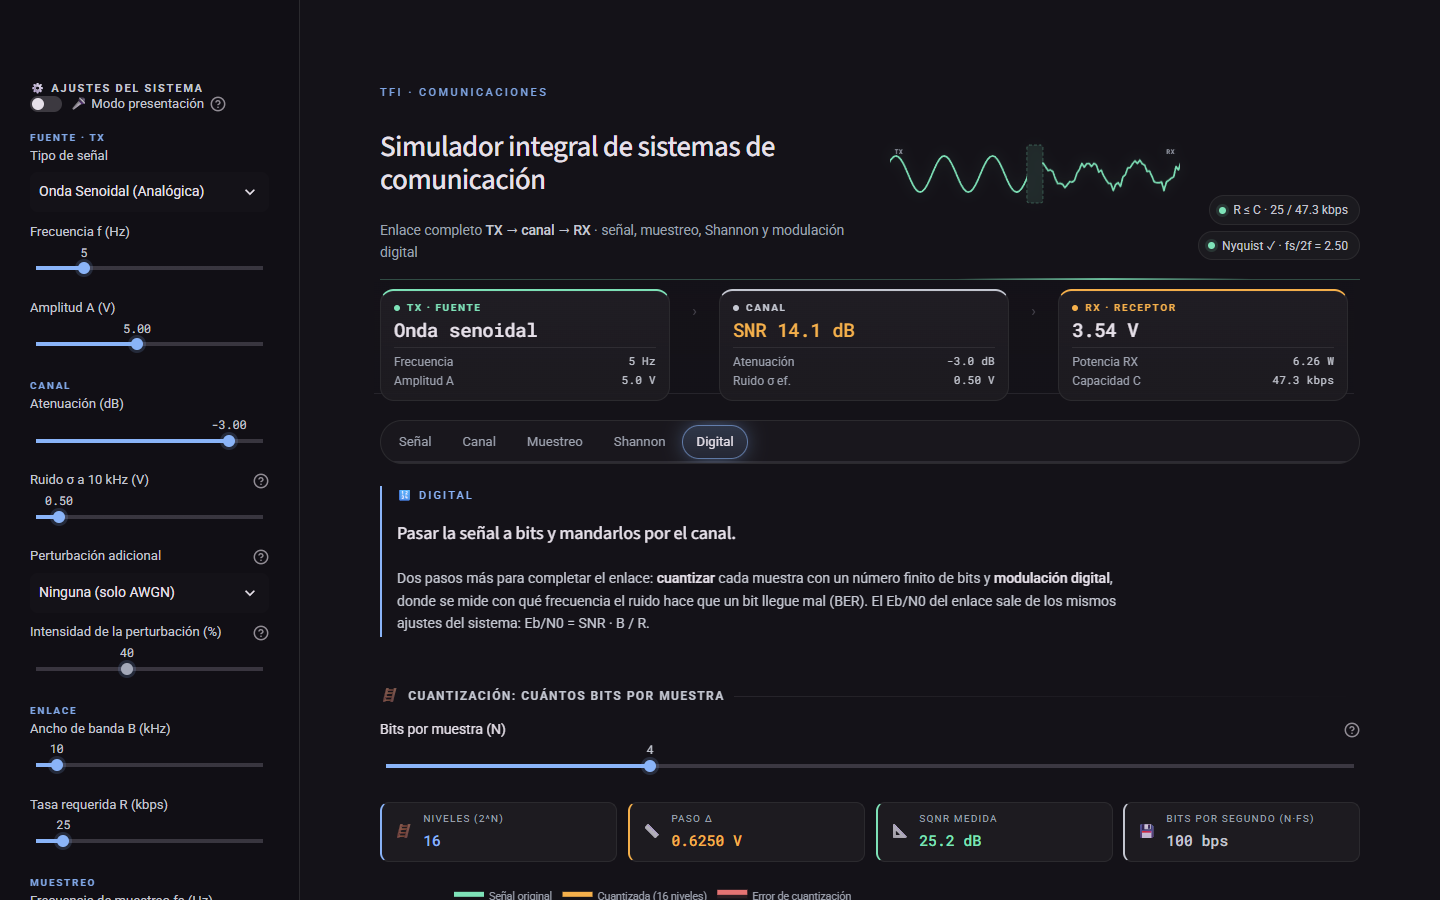 AJUSTES DEL SISTEMA
Modo presentación
FUENTE · TX
Tipo de señal
Onda Senoidal (Analógica)
Frecuencia f (Hz)
5
Amplitud A (V)
5.00
CANAL
Atenuación (dB)
-3.00
Ruido σ a 10 kHz (V)
0.50
Perturbación adicional
Ninguna (solo AWGN)
Intensidad de la perturbación (%)
40
ENLACE
Ancho de banda B (kHz)
10
Tasa requerida R (kbps)
25
MUESTREO
Frecuencia de muestreo fs (Hz)
TFI · COMUNICACIONES
Simulador integral de sistemas de
comunicación
Enlace completo TX → canal → RX · señal, muestreo, Shannon y modulación
digital
TX
RX
R ≤ C · 25 / 47.3 kbps
Nyquist ✓ · fs/2f = 2.50
TX · FUENTE
Onda senoidal
Frecuencia 5 Hz
Amplitud A 5.0 V
›
CANAL
SNR 14.1 dB
Atenuación -3.0 dB
Ruido σ ef. 0.50 V
›
RX · RECEPTOR
3.54 V
Potencia RX 6.26 W
Capacidad C 47.3 kbps
Señal Canal Muestreo Shannon Digital
DIGITAL
Pasar la señal a bits y mandarlos por el canal.
Dos pasos más para completar el enlace: cuantizar cada muestra con un número finito de bits y modulación digital,
donde se mide con qué frecuencia el ruido hace que un bit llegue mal (BER). El Eb/N0 del enlace sale de los mismos
ajustes del sistema: Eb/N0 = SNR · B / R.
CUANTIZACIÓN: CUÁNTOS BITS POR MUESTRA
Bits por muestra (N)
4
NIVELES (2^N)
16
PASO Δ
0.6250 V
SQNR MEDIDA
25.2 dB
BITS POR SEGUNDO (N·FS)
100 bps
Señal original Cuantizada (16 niveles) Error de cuantización